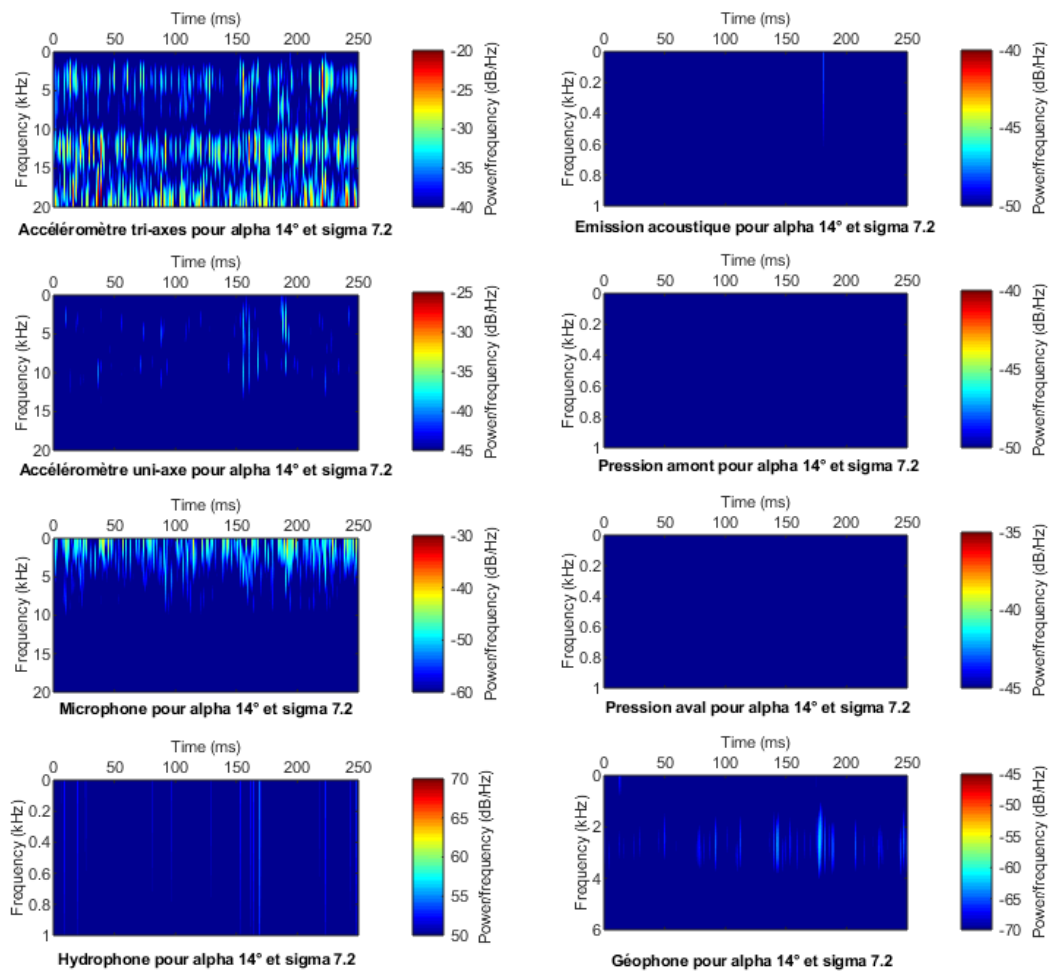 Time (ms)
0 50 100 150 200 250
Frequency (kHz)
0
5
10
15
20
-20
-25
-30
-35
-40
Power/frequency (dB/Hz)
Accéléromètre tri-axes pour alpha 14° et sigma 7.2
Time (ms)
0 50 100 150 200 250
Frequency (kHz)
0
0.2
0.4
0.6
0.8
1
-40
-45
-50
Power/frequency (dB/Hz)
Emission acoustique pour alpha 14° et sigma 7.2
Time (ms)
0 50 100 150 200 250
Frequency (kHz)
0
5
10
15
20
-25
-30
-35
-40
-45
Power/frequency (dB/Hz)
Accéléromètre uni-axe pour alpha 14° et sigma 7.2
Time (ms)
0 50 100 150 200 250
Frequency (kHz)
0
0.2
0.4
0.6
0.8
1
-40
-45
-50
Power/frequency (dB/Hz)
Pression amont pour alpha 14° et sigma 7.2
Time (ms)
0 50 100 150 200 250
Frequency (kHz)
0
5
10
15
20
-30
-40
-50
-60
Power/frequency (dB/Hz)
Microphone pour alpha 14° et sigma 7.2
Time (ms)
0 50 100 150 200 250
Frequency (kHz)
0
0.2
0.4
0.6
0.8
1
-35
-40
-45
Power/frequency (dB/Hz)
Pression aval pour alpha 14° et sigma 7.2
Time (ms)
0 50 100 150 200 250
Frequency (kHz)
0
0.2
0.4
0.6
0.8
1
70
65
60
55
50
Power/frequency (dB/Hz)
Hydrophone pour alpha 14° et sigma 7.2
Time (ms)
0 50 100 150 200 250
Frequency (kHz)
0
2
4
6
-45
-50
-55
-60
-65
-70
Power/frequency (dB/Hz)
Géophone pour alpha 14° et sigma 7.2